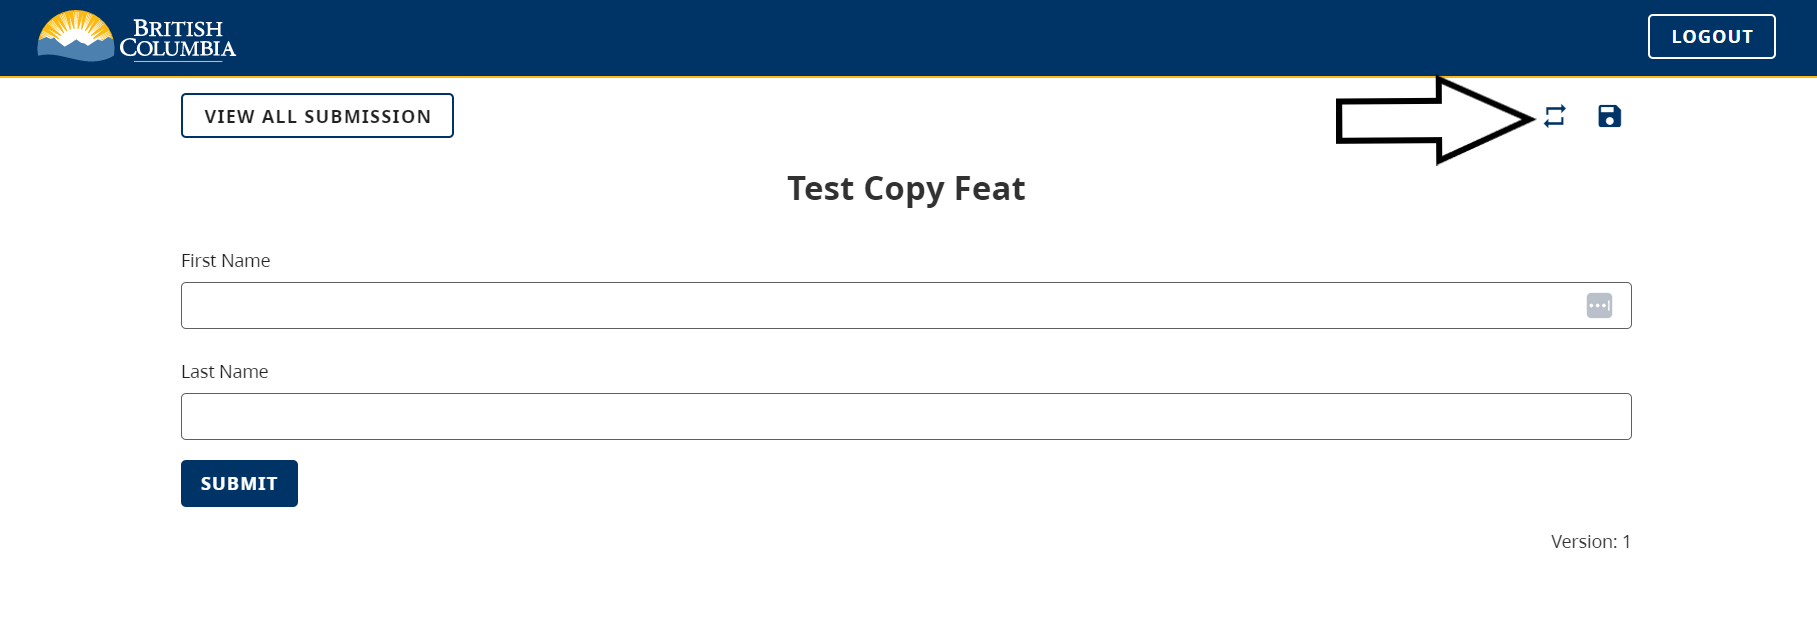 BRITISH
COLUMBIA
LOGOUT
VIEW ALL SUBMISSION
Test Copy Feat
First Name
Last Name
SUBMIT
Version: 1